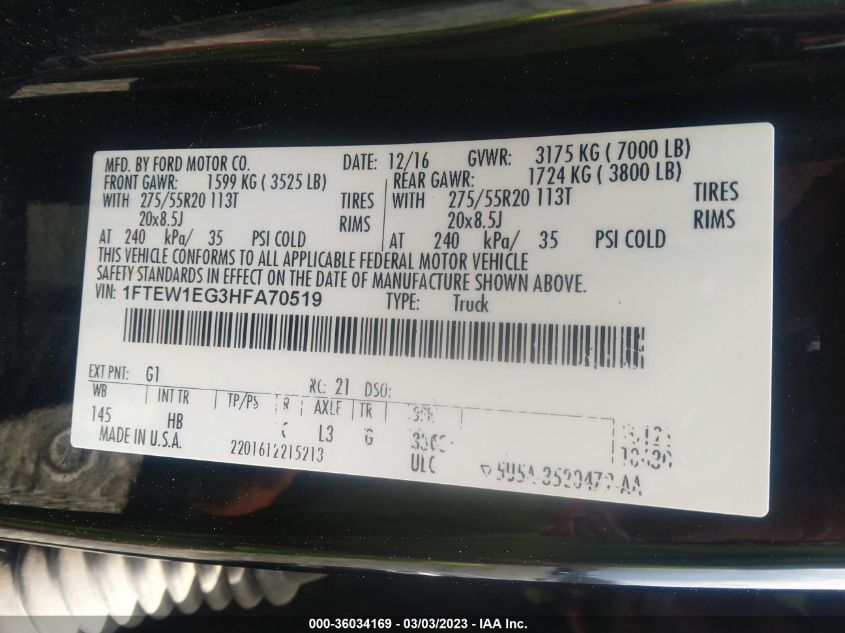 MFD. BY FORD MOTOR CO. DATE: 12/16 GVWR: 3175 KG ( 7000 LB)
FRONT GAWR: 1599 KG ( 3525 LB) REAR GAWR: 1724 KG ( 3800 LB)
WITH 275/55R20 113T TIRES WITH 275/55R20 113T TIRES
20x8.5J RIMS 20x8.5J RIMS
AT 240 kPa/ 35 PSI COLD AT 240 kPa/ 35 PSI COLD
THIS VEHICLE CONFORMS TO ALL APPLICABLE FEDERAL MOTOR VEHICLE
SAFETY STANDARDS IN EFFECT ON THE DATE OF MANUFACTURE SHOWN ABOVE.
VIN: 1FTEW1EG3HFA70519 TYPE: Truck
EXT PNT: G1 RC: 21 DSO:
WB INT TR TP/PS R AXLE TR SPR
145 HB L3 G
MADE IN U.S.A. 2201612215213 ULC
000-36034169 - 03/03/2023 - IAA Inc.